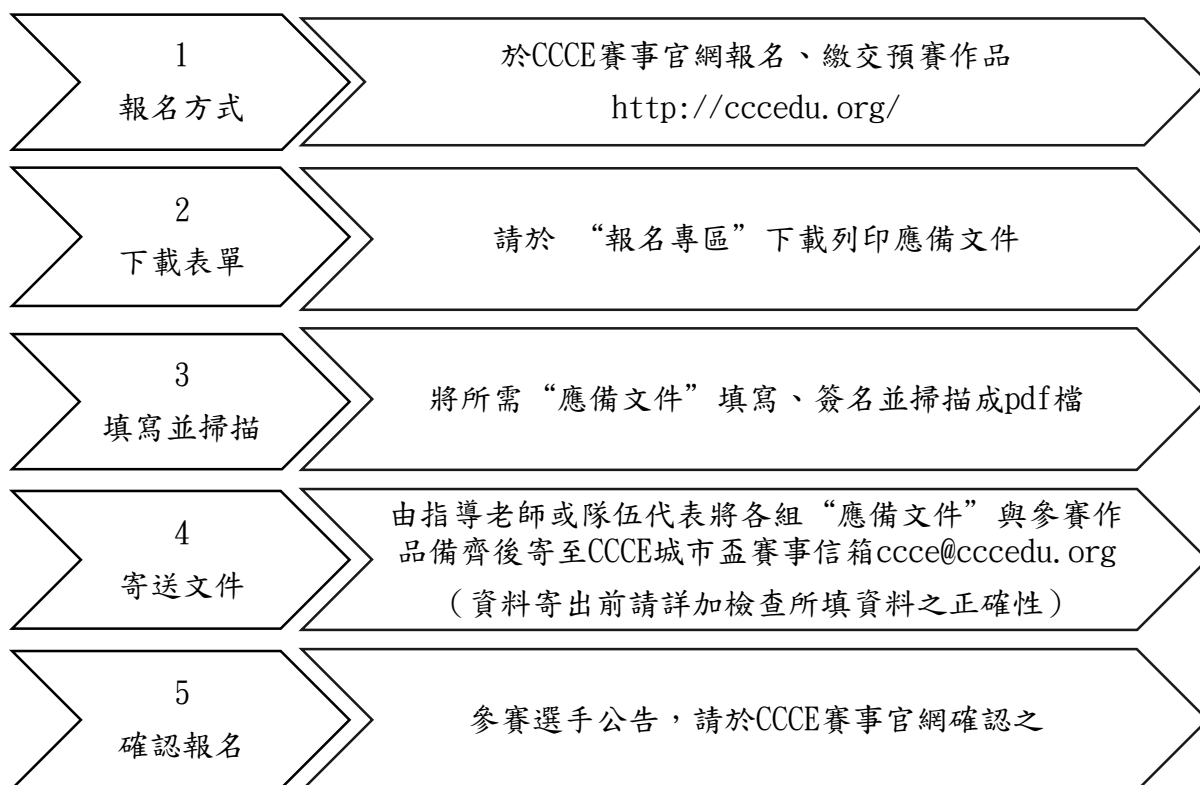 1
報名方式
於CCCE賽事官網報名、繳交預賽作品
http://cccedu.org/
2
下載表單
請於 “報名專區”下載列印應備文件
3
填寫並掃描
將所需“應備文件”填寫、簽名並掃描成pdf檔
4
寄送文件
由指導老師或隊伍代表將各組“應備文件”與參賽作
品備齊後寄至CCCE城市盃賽事信箱ccce@cccedu.org
(資料寄出前請詳加檢查所填資料之正確性)
5
確認報名
參賽選手公告，請於CCCE賽事官網確認之